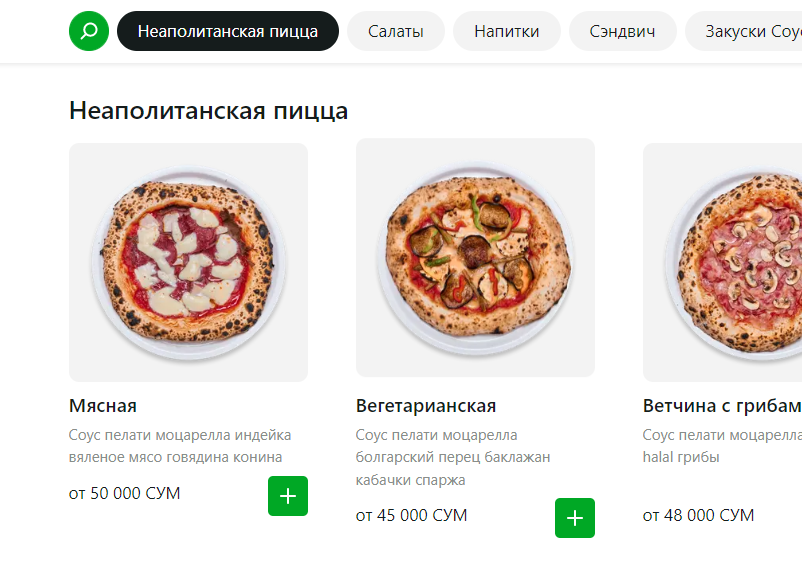 Неаполитанская пицца
Салаты
Напитки
Сэндвич
Закуски Соу
Неаполитанская пицца
Мясная
Соус пелати моцарелла индейка
вяленое мясо говядина конина
от 50 000 СУМ
Вегетарианская
Соус пелати моцарелла
болгарский перец баклажан
кабачки спаржа
от 45 000 СУМ
Ветчина с грибам
Соус пелати моцарелла
halal грибы
от 48 000 СУМ